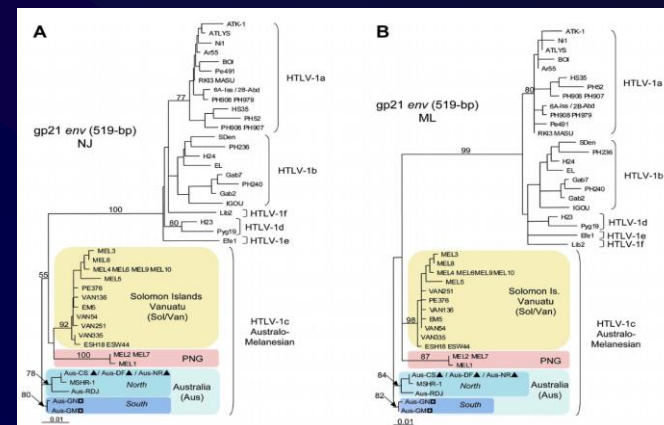 A
gp21 env (519-bp)
NJ
ATK-1
ATLYS
Ni1
Ar55
BOI
Pe491
RKI3 MASU
6A-Ias / 2B-Abd
PH908 PH979
HS35
PH52
PH906 PH907
77
HTLV-1a
SDen
PH236
H24
EL
Gab7
PH240
Gab2
IGOU
HTLV-1b
Lib2
HTLV-1f
H23
80
Pyg19
HTLV-1d
Efe1
HTLV-1e
100
55
MEL3
MEL8
MEL4 MEL6 MEL9 MEL10
MEL5
PE376
VAN136
EM5
VAN54
VAN251
VAN335
ESH18 ESW44
92
Solomon Islands
Vanuatu
(Sol/Van)
HTLV-1c
Australo-
Melanesian
100
MEL2 MEL7
MEL1
PNG
78
Aus-CS ▲/ Aus-DF▲ / Aus-NR▲
MSHR-1
Aus-RDJ
North
Australia
(Aus)
80
Aus-GN
Aus-GM
South
0.01
B
gp21 env (519-bp)
ML
ATK-1
Ni1
ATLYS
Ar55
BOI
HS35
PH52
PH906 PH907
6A-Ias / 2B-Abd
PH908 PH979
Pe491
RKI3 MASU
80
HTLV-1a
99
SDen
PH236
H24
EL
Gab7
PH240
Gab2
IGOU
HTLV-1b
H23
Pyg19
HTLV-1d
Efe1
HTLV-1e
Lib2
HTLV-1f
MEL3
MEL8
MEL4 MEL6 MEL9 MEL10
MEL5
VAN251
PE376
VAN136
EM5
VAN54
VAN335
ESH18 ESW44
98
Solomon Is.
Vanuatu
(Sol/Van)
HTLV-1c
Australo-
Melanesian
87
MEL2 MEL7
MEL1
PNG
84
Aus-CS ▲ / Aus-DF▲ / Aus-NR▲
MSHR-1
Aus-RDJ
North
Australia
(Aus)
82
Aus-GN
Aus-GM
South
0.01